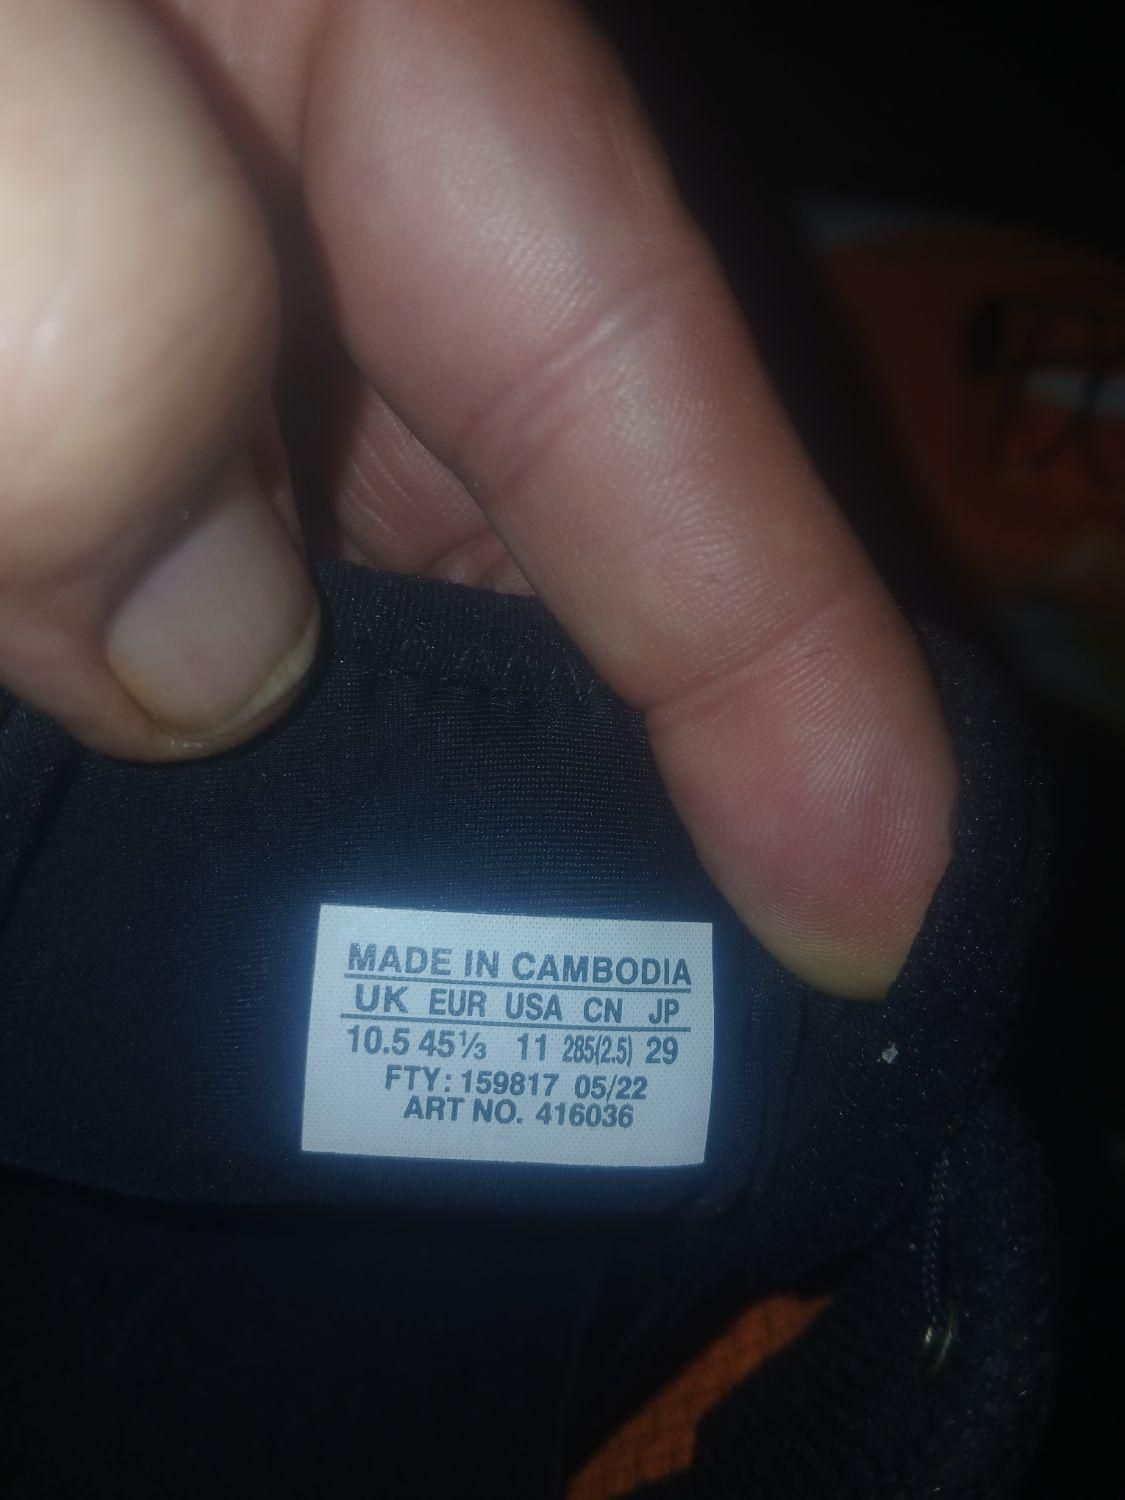 MADE IN CAMBODIA
UK EUR USA CN JP
10.5 45⅓ 11 285(2.5) 29
FTY: 159817 05/22
ART NO. 416036